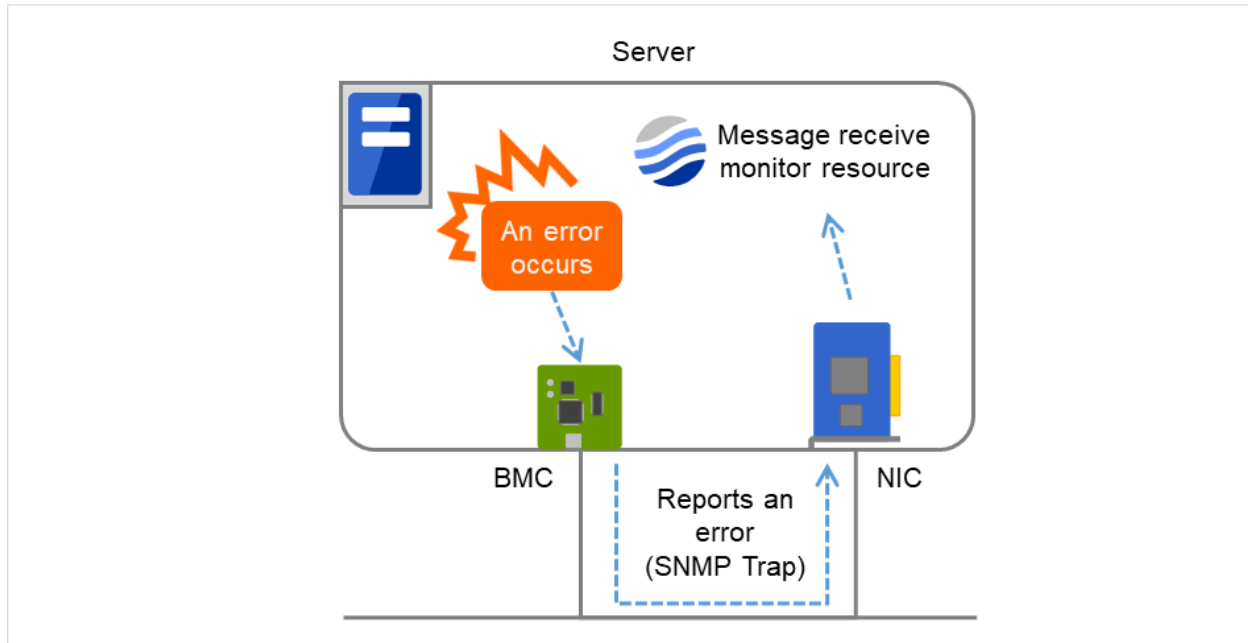 Server
Message receive
monitor resource
An error
occurs
BMC
NIC
Reports an
error
(SNMP Trap)